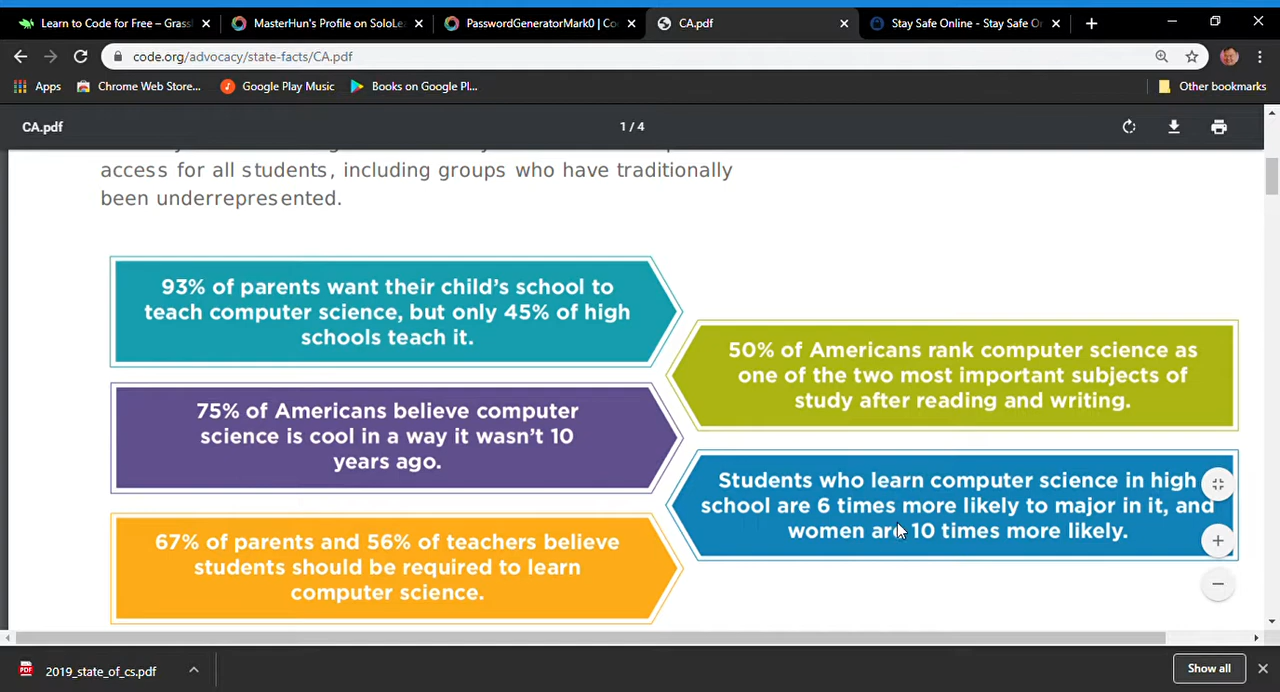 Learn to Code for Free – Grass
MasterHun's Profile on SoloLea
PasswordGeneratorMark0 | Co
CA.pdf
Stay Safe Online - Stay Safe O
code.org/advocacy/state-facts/CA.pdf
Apps
Chrome Web Store...
Google Play Music
Books on Google Pl...
Other bookmarks
CA.pdf
1 / 4
access for all students, including groups who have traditionally
been underrepresented.
93% of parents want their child's school to
teach computer science, but only 45% of high
schools teach it.
50% of Americans rank computer science as
one of the two most important subjects of
study after reading and writing.
75% of Americans believe computer
science is cool in a way it wasn't 10
years ago.
Students who learn computer science in high
school are 6 times more likely to major in it, and
women are 10 times more likely.
67% of parents and 56% of teachers believe
students should be required to learn
computer science.
2019_state_of_cs.pdf
Show all